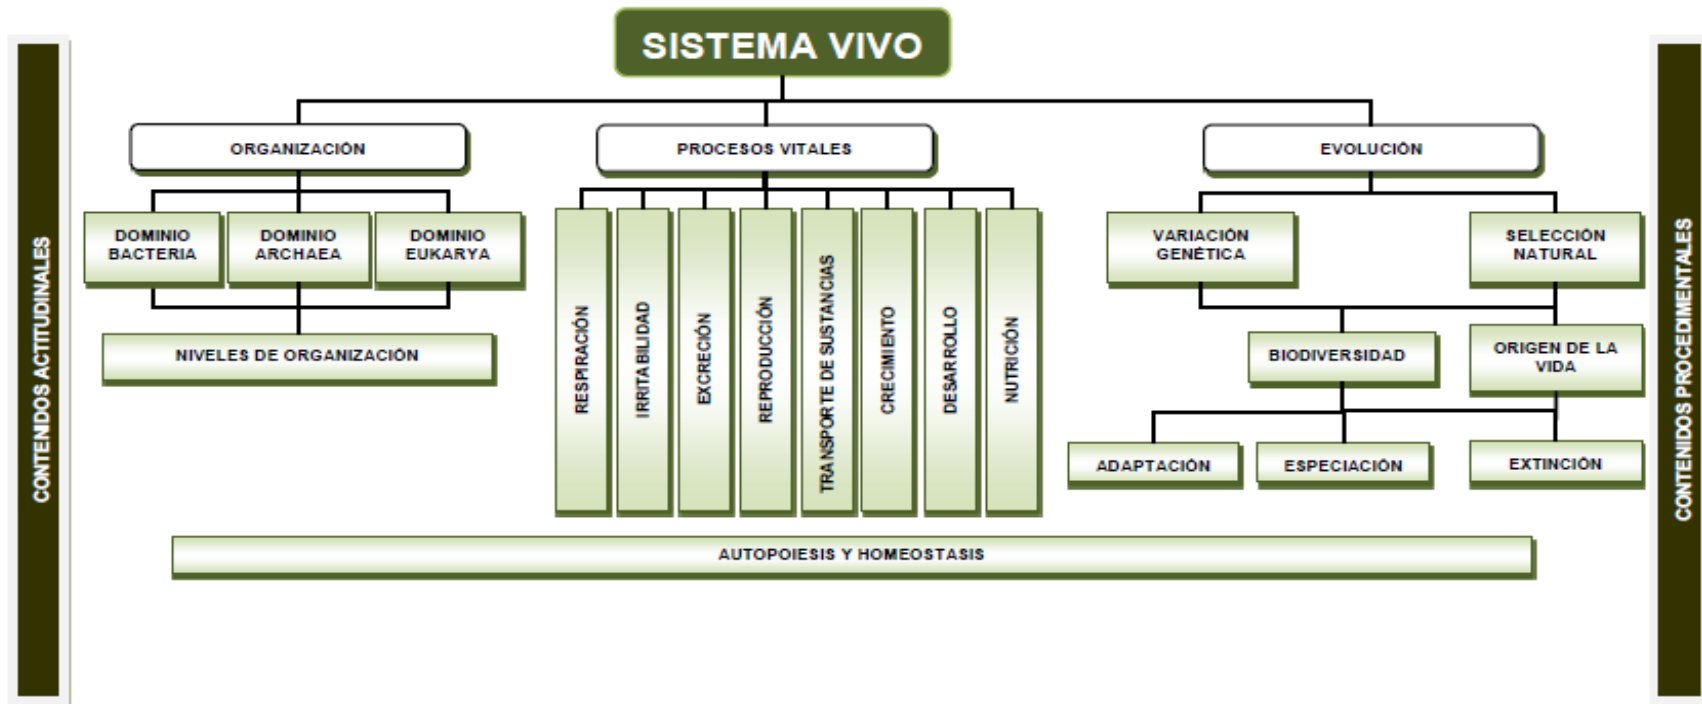 SISTEMA VIVO
CONTENIDOS ACTITUDINALES
ORGANIZACIÓN
PROCESOS VITALES
EVOLUCIÓN
DOMINIO
BACTERIA
DOMINIO
ARCHAEA
DOMINIO
EUKARYA
NIVELES DE ORGANIZACIÓN
RESPIRACIÓN
IRRITABILIDAD
EXCRECIÓN
REPRODUCCIÓN
TRANSPORTE DE SUSTANCIAS
CRECIMIENTO
DESARROLLO
NUTRICIÓN
VARIACIÓN
GENÉTICA
SELECCIÓN
NATURAL
BIODIVERSIDAD
ORIGEN DE LA
VIDA
ADAPTACIÓN
ESPECIACIÓN
EXTINCIÓN
AUTOPOIESIS Y HOMEOSTASIS
CONTENIDOS PROCEDIMENTALES